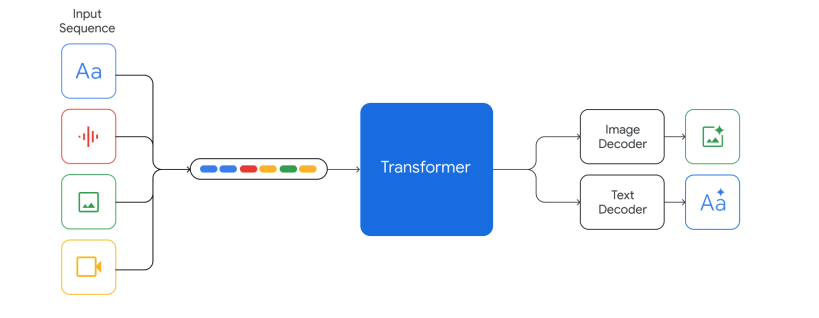 Input
Sequence
Aa
Transformer
Image
Decoder
Text
Decoder
Aa